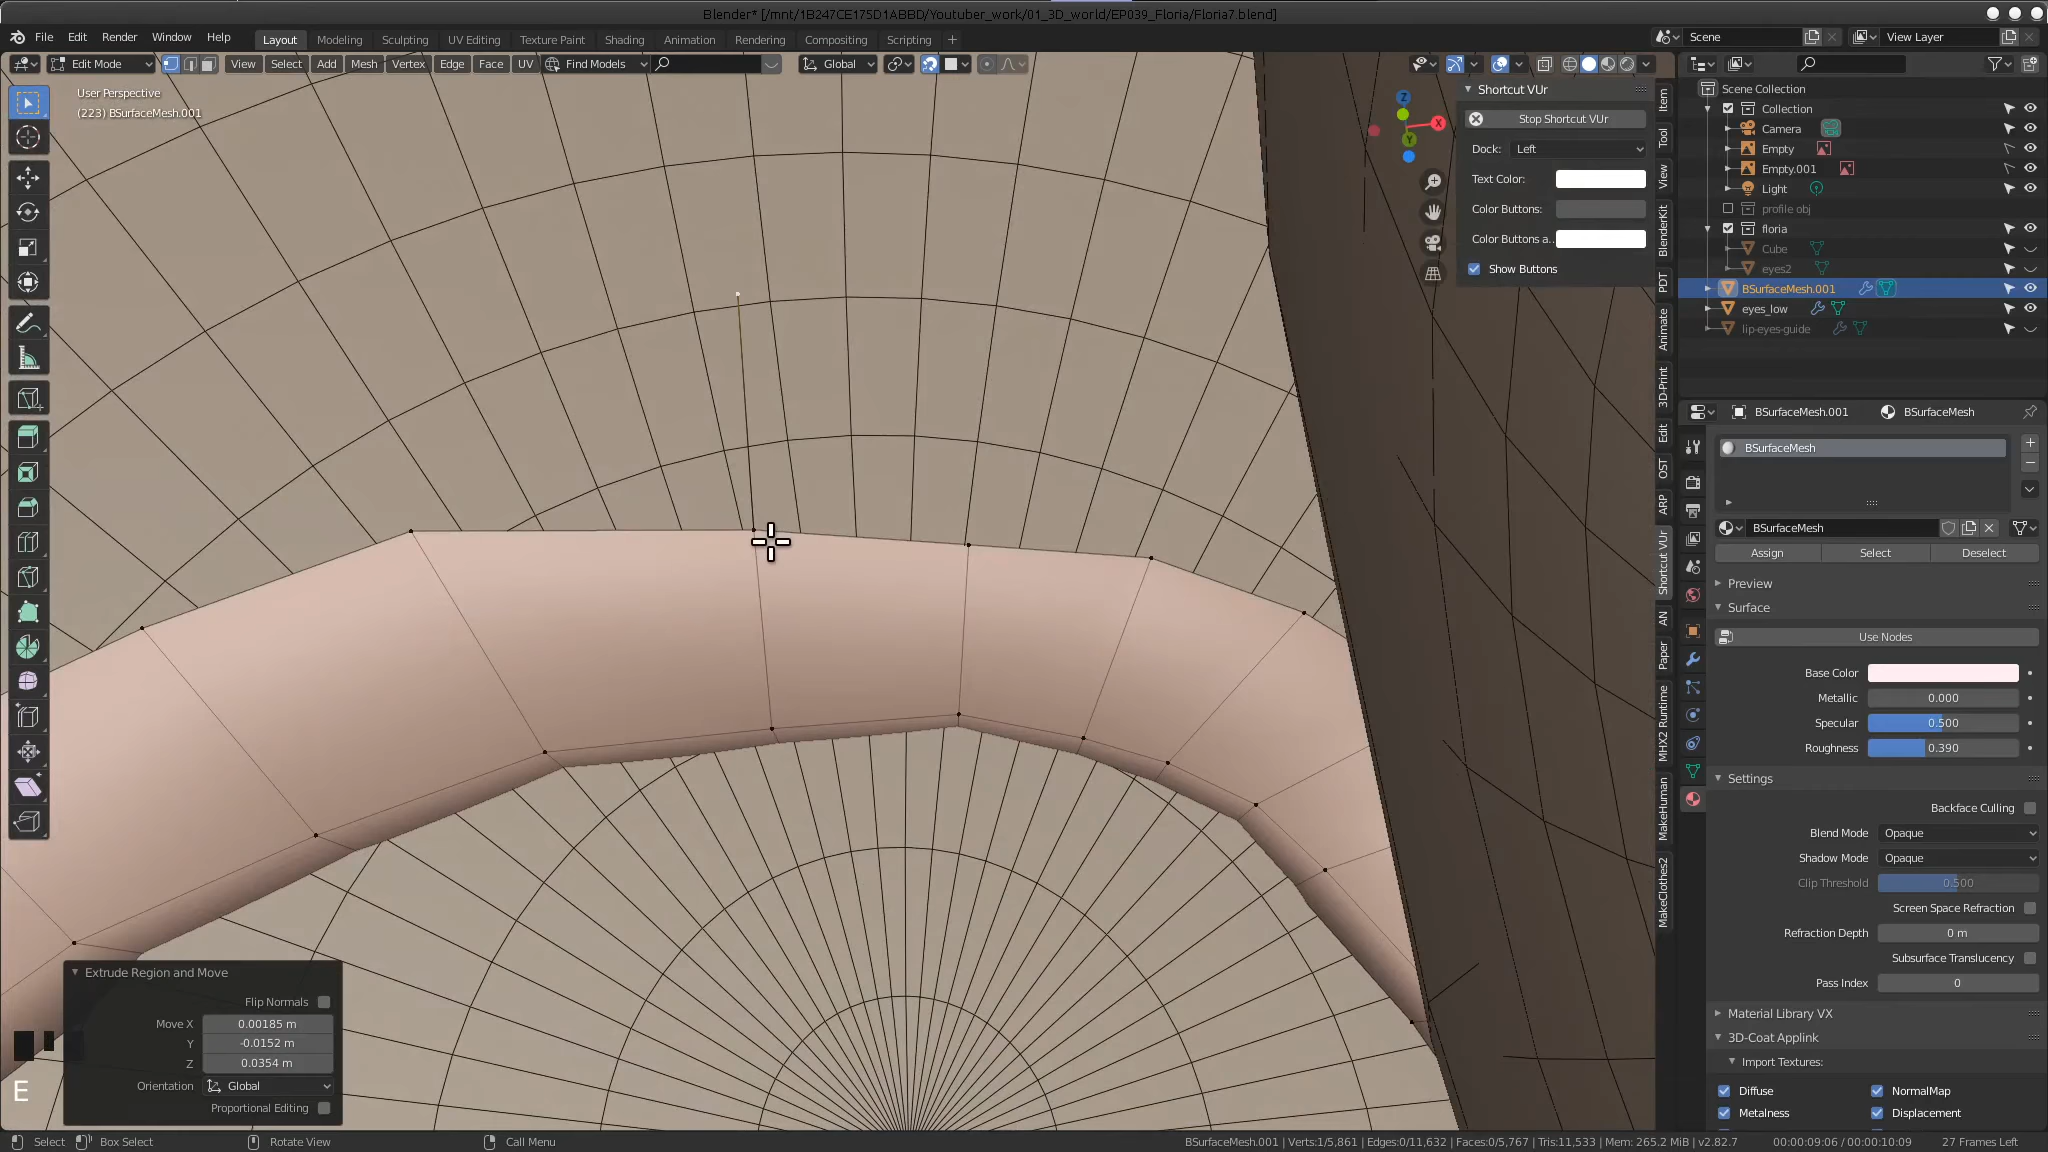 Blender* [/mnt/1B247CE175D1ABBD/Youtuber_work/01_3D_world/EP039_Floria/Floria7.blend]
File Edit Render Window Help Layout Modeling Sculpting UV Editing Texture Paint Shading Animation Rendering Compositing Scripting + Scene View Layer
Edit Mode View Select Add Mesh Vertex Edge Face UV Find Models Global
User Perspective
(223) BSurfaceMesh.001
Z
X
Y
Shortcut VUr
Stop Shortcut VUr
Dock: Left
Text Color:
Color Buttons:
Color Buttons a..
Show Buttons
Item
Tool
View
BlenderKit
PDT
Animate
3D-Print
Edit
OST
ARP
Shortcut VUr
AN
Paper
MHX2 Runtime
MakeHuman
MakeClothes2
Scene Collection
Collection
Camera
Empty
Empty.001
Light
profile obj
floria
Cube
eyes2
BSurfaceMesh.001
eyes_low
lip-eyes-guide
BSurfaceMesh.001 BSurfaceMesh
BSurfaceMesh
BSurfaceMesh
Assign Select Deselect
Preview
Surface
Use Nodes
Base Color
Metallic 0.000
Specular 0.500
Roughness 0.390
Settings
Backface Culling
Blend Mode Opaque
Shadow Mode Opaque
Clip Threshold 0.500
Screen Space Refraction
Refraction Depth 0 m
Subsurface Translucency
Pass Index 0
Material Library VX
3D-Coat Applink
Import Textures:
Diffuse NormalMap
Metalness Displacement
Extrude Region and Move
Flip Normals
Move X 0.00185 m
Y -0.0152 m
Z 0.0354 m
Orientation Global
Proportional Editing
E
Select Box Select Rotate View Call Menu BSurfaceMesh.001 | Verts:1/5,861 | Edges:0/11,632 | Faces:0/5,767 | Tris:11,533 | Mem: 265.2 MiB | v2.82.7 00:00:09:06 / 00:00:10:09 27 Frames Left